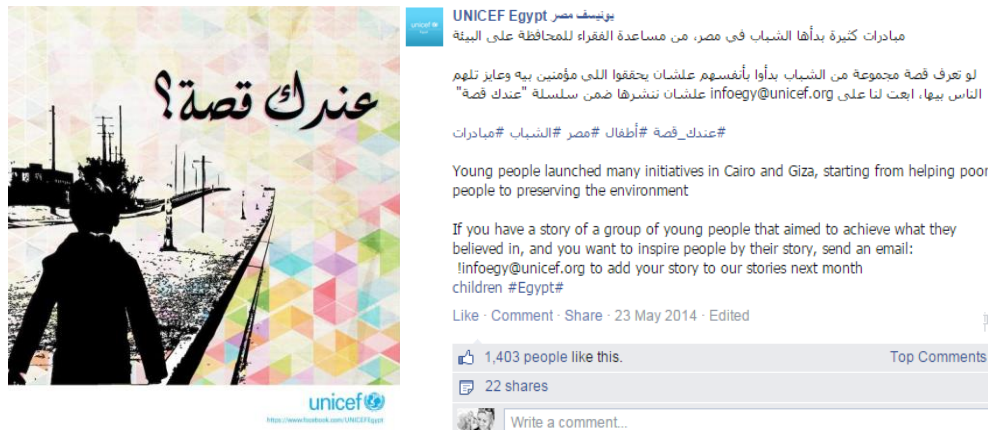 عندك قصة؟
unicef
https://www.facebook.com/UNICEFEgypt
unicef
UNICEF Egypt يونيسف مصر
مبادرات كثيرة بدأها الشباب في مصر، من مساعدة الفقراء للمحافظة على البيئة
لو تعرف قصة مجموعة من الشباب بدأوا بأنفسهم علشان يحققوا اللي مؤمنين بيه وعايز تلهم
الناس بيها، ابعت لنا على infoegy@unicef.org علشان ننشرها ضمن سلسلة "عندك قصة"
#عندك_قصة #أطفال #مصر #الشباب #مبادرات
Young people launched many initiatives in Cairo and Giza, starting from helping poor
people to preserving the environment
If you have a story of a group of young people that aimed to achieve what they
believed in, and you want to inspire people by their story, send an email:
!infoegy@unicef.org to add your story to our stories next month
children #Egypt#
Like · Comment · Share · 23 May 2014 · Edited
1,403 people like this.
Top Comments
22 shares
Write a comment...